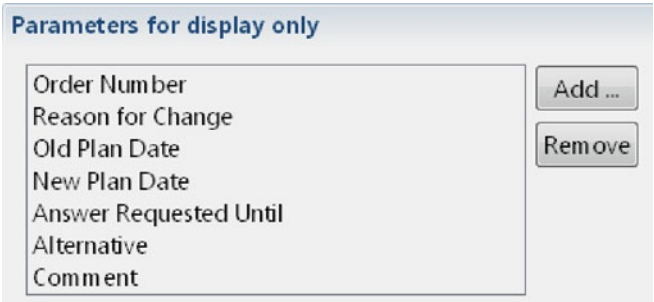 Parameters for display only
Order Number
Reason for Change
Old Plan Date
New Plan Date
Answer Requested Until
Alternative
Comment
Add ...
Remove